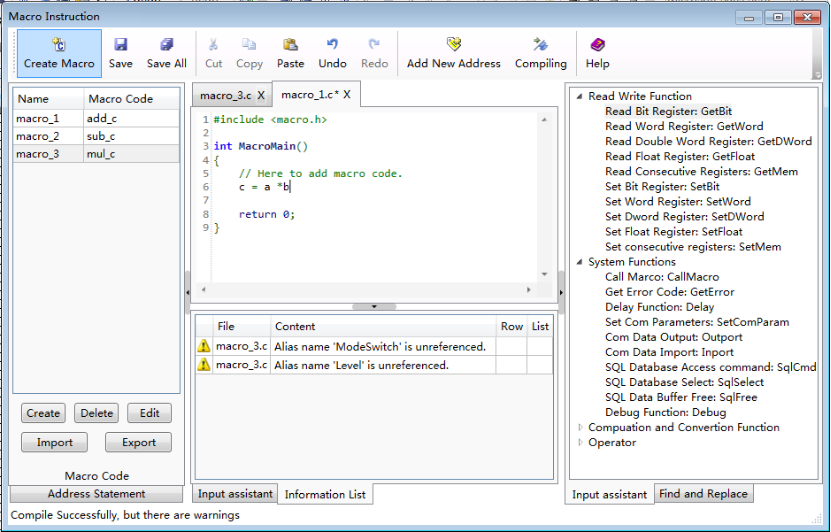 Macro Instruction
Create Macro Save Save All Cut Copy Paste Undo Redo Add New Address Compiling Help
Name Macro Code
macro_1 add_c
macro_2 sub_c
macro_3 mul_c
Create Delete Edit
Import Export
Macro Code
Address Statement
macro_3.c X macro_1.c* X
1 #include <macro.h>
2
3 int MacroMain()
4 {
5 // Here to add macro code.
6 c = a *b
7
8 return 0;
9 }
File Content Row List
macro_3.c Alias name 'ModeSwitch' is unreferenced.
macro_3.c Alias name 'Level' is unreferenced.
Input assistant Information List
Read Write Function
Read Bit Register: GetBit
Read Word Register: GetWord
Read Double Word Register: GetDWord
Read Float Register: GetFloat
Read Consecutive Registers: GetMem
Set Bit Register: SetBit
Set Word Register: SetWord
Set Dword Register: SetDWord
Set Float Register: SetFloat
Set consecutive registers: SetMem
System Functions
Call Marco: CallMacro
Get Error Code: GetError
Delay Function: Delay
Set Com Parameters: SetComParam
Com Data Output: Outport
Com Data Import: Inport
SQL Database Access command: SqlCmd
SQL Database Select: SqlSelect
SQL Data Buffer Free: SqlFree
Debug Function: Debug
Compuation and Convertion Function
Operator
Input assistant Find and Replace
Compile Successfully, but there are warnings